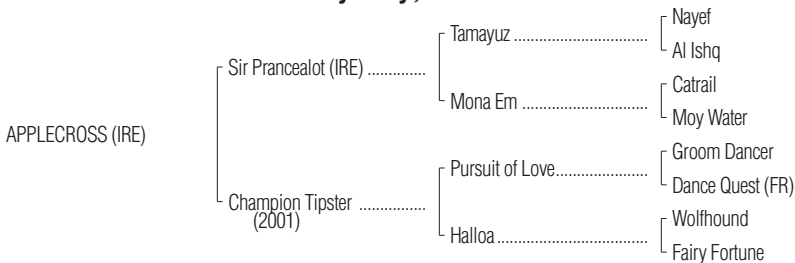 APPLECROSS (IRE)
Sir Prancealot (IRE) ..............
Champion Tipster ................
(2001)
Tamayuz ................................
Mona Em ..............................
Pursuit of Love.......................
Halloa ....................................
Nayef
Al Ishq
Catrail
Moy Water
Groom Dancer
Dance Quest (FR)
Wolfhound
Fairy Fortune